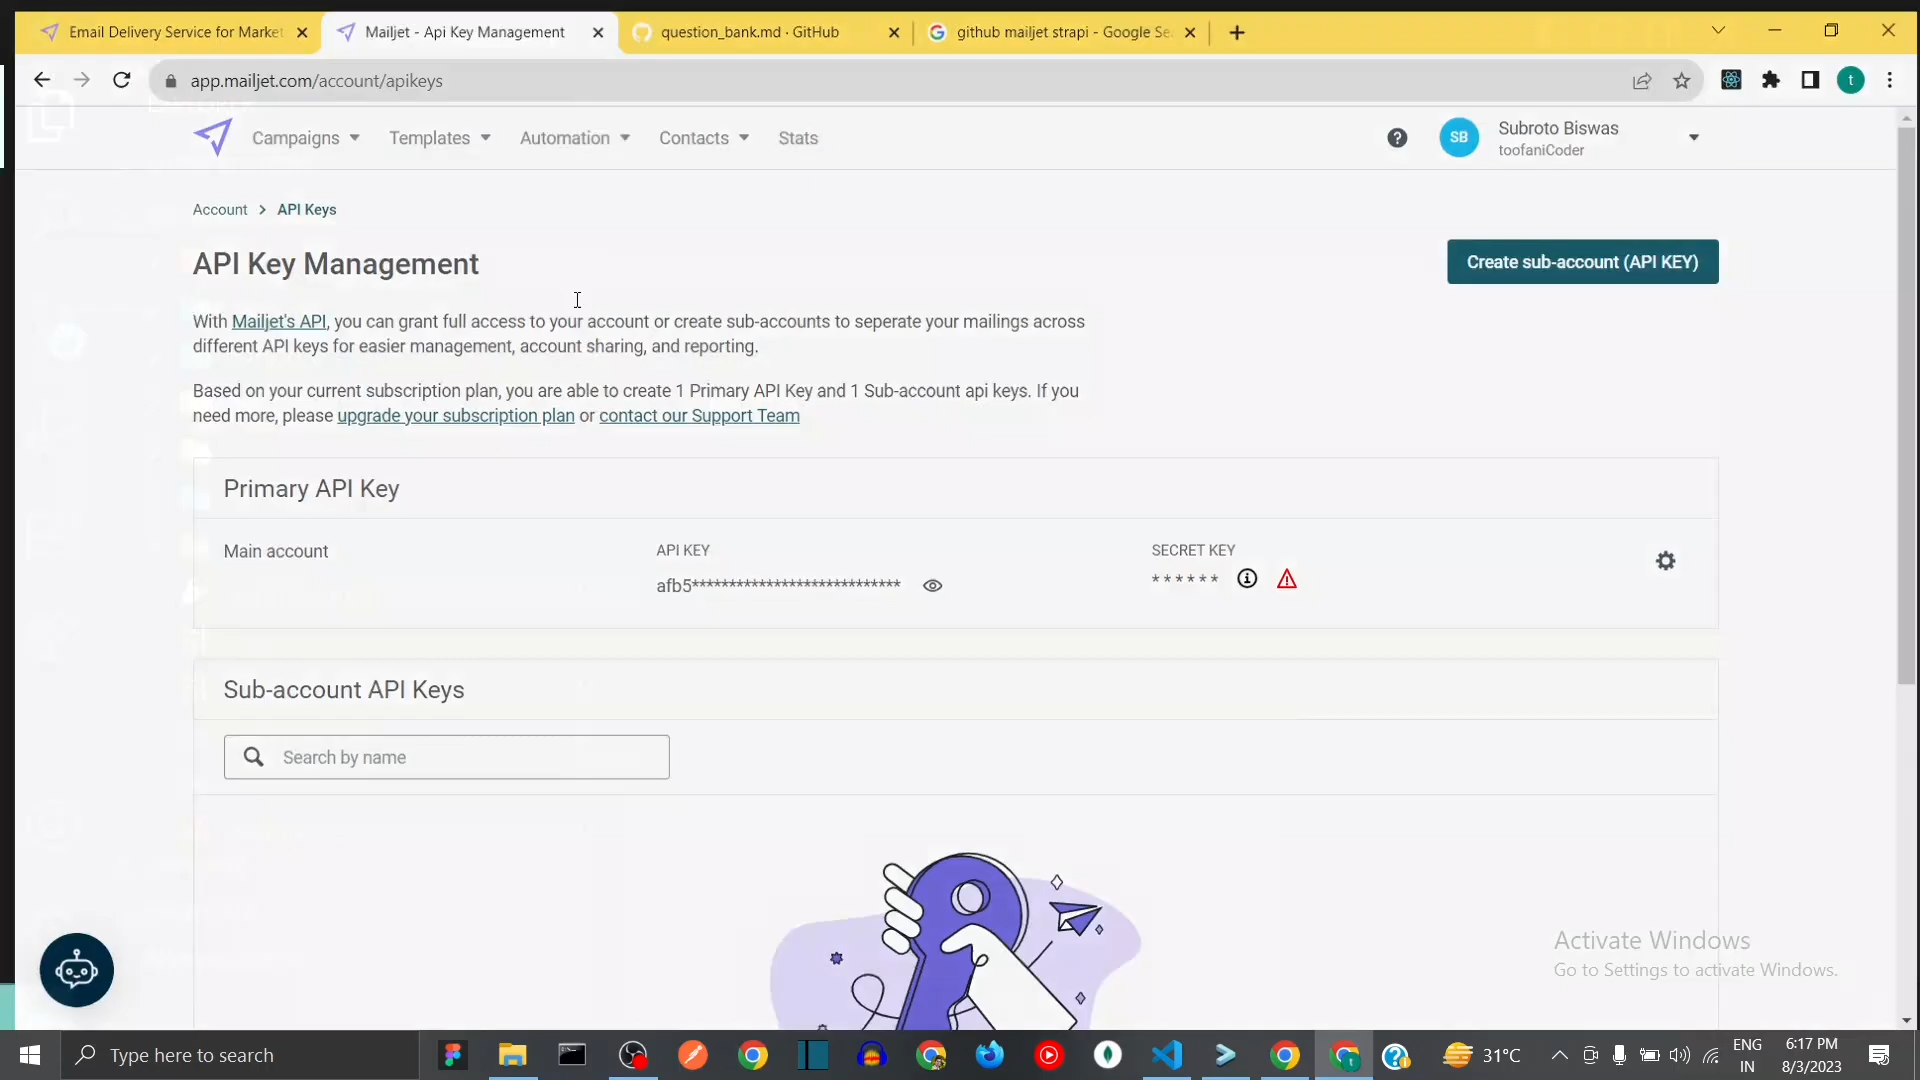 Email Delivery Service for Market
Mailjet - Api Key Management
question_bank.md · GitHub
github mailjet strapi - Google Se
app.mailjet.com/account/apikeys
t
Campaigns
Templates
Automation
Contacts
Stats
SB
Subroto Biswas
toofaniCoder
Account > API Keys
API Key Management
Create sub-account (API KEY)
With Mailjet's API, you can grant full access to your account or create sub-accounts to seperate your mailings across
different API keys for easier management, account sharing, and reporting.
Based on your current subscription plan, you are able to create 1 Primary API Key and 1 Sub-account api keys. If you
need more, please upgrade your subscription plan or contact our Support Team
Primary API Key
Main account
API KEY
SECRET KEY
afb5****************************
******
Sub-account API Keys
Search by name
Activate Windows
Go to Settings to activate Windows.
Type here to search
31°C
ENG
IN
6:17 PM
8/3/2023